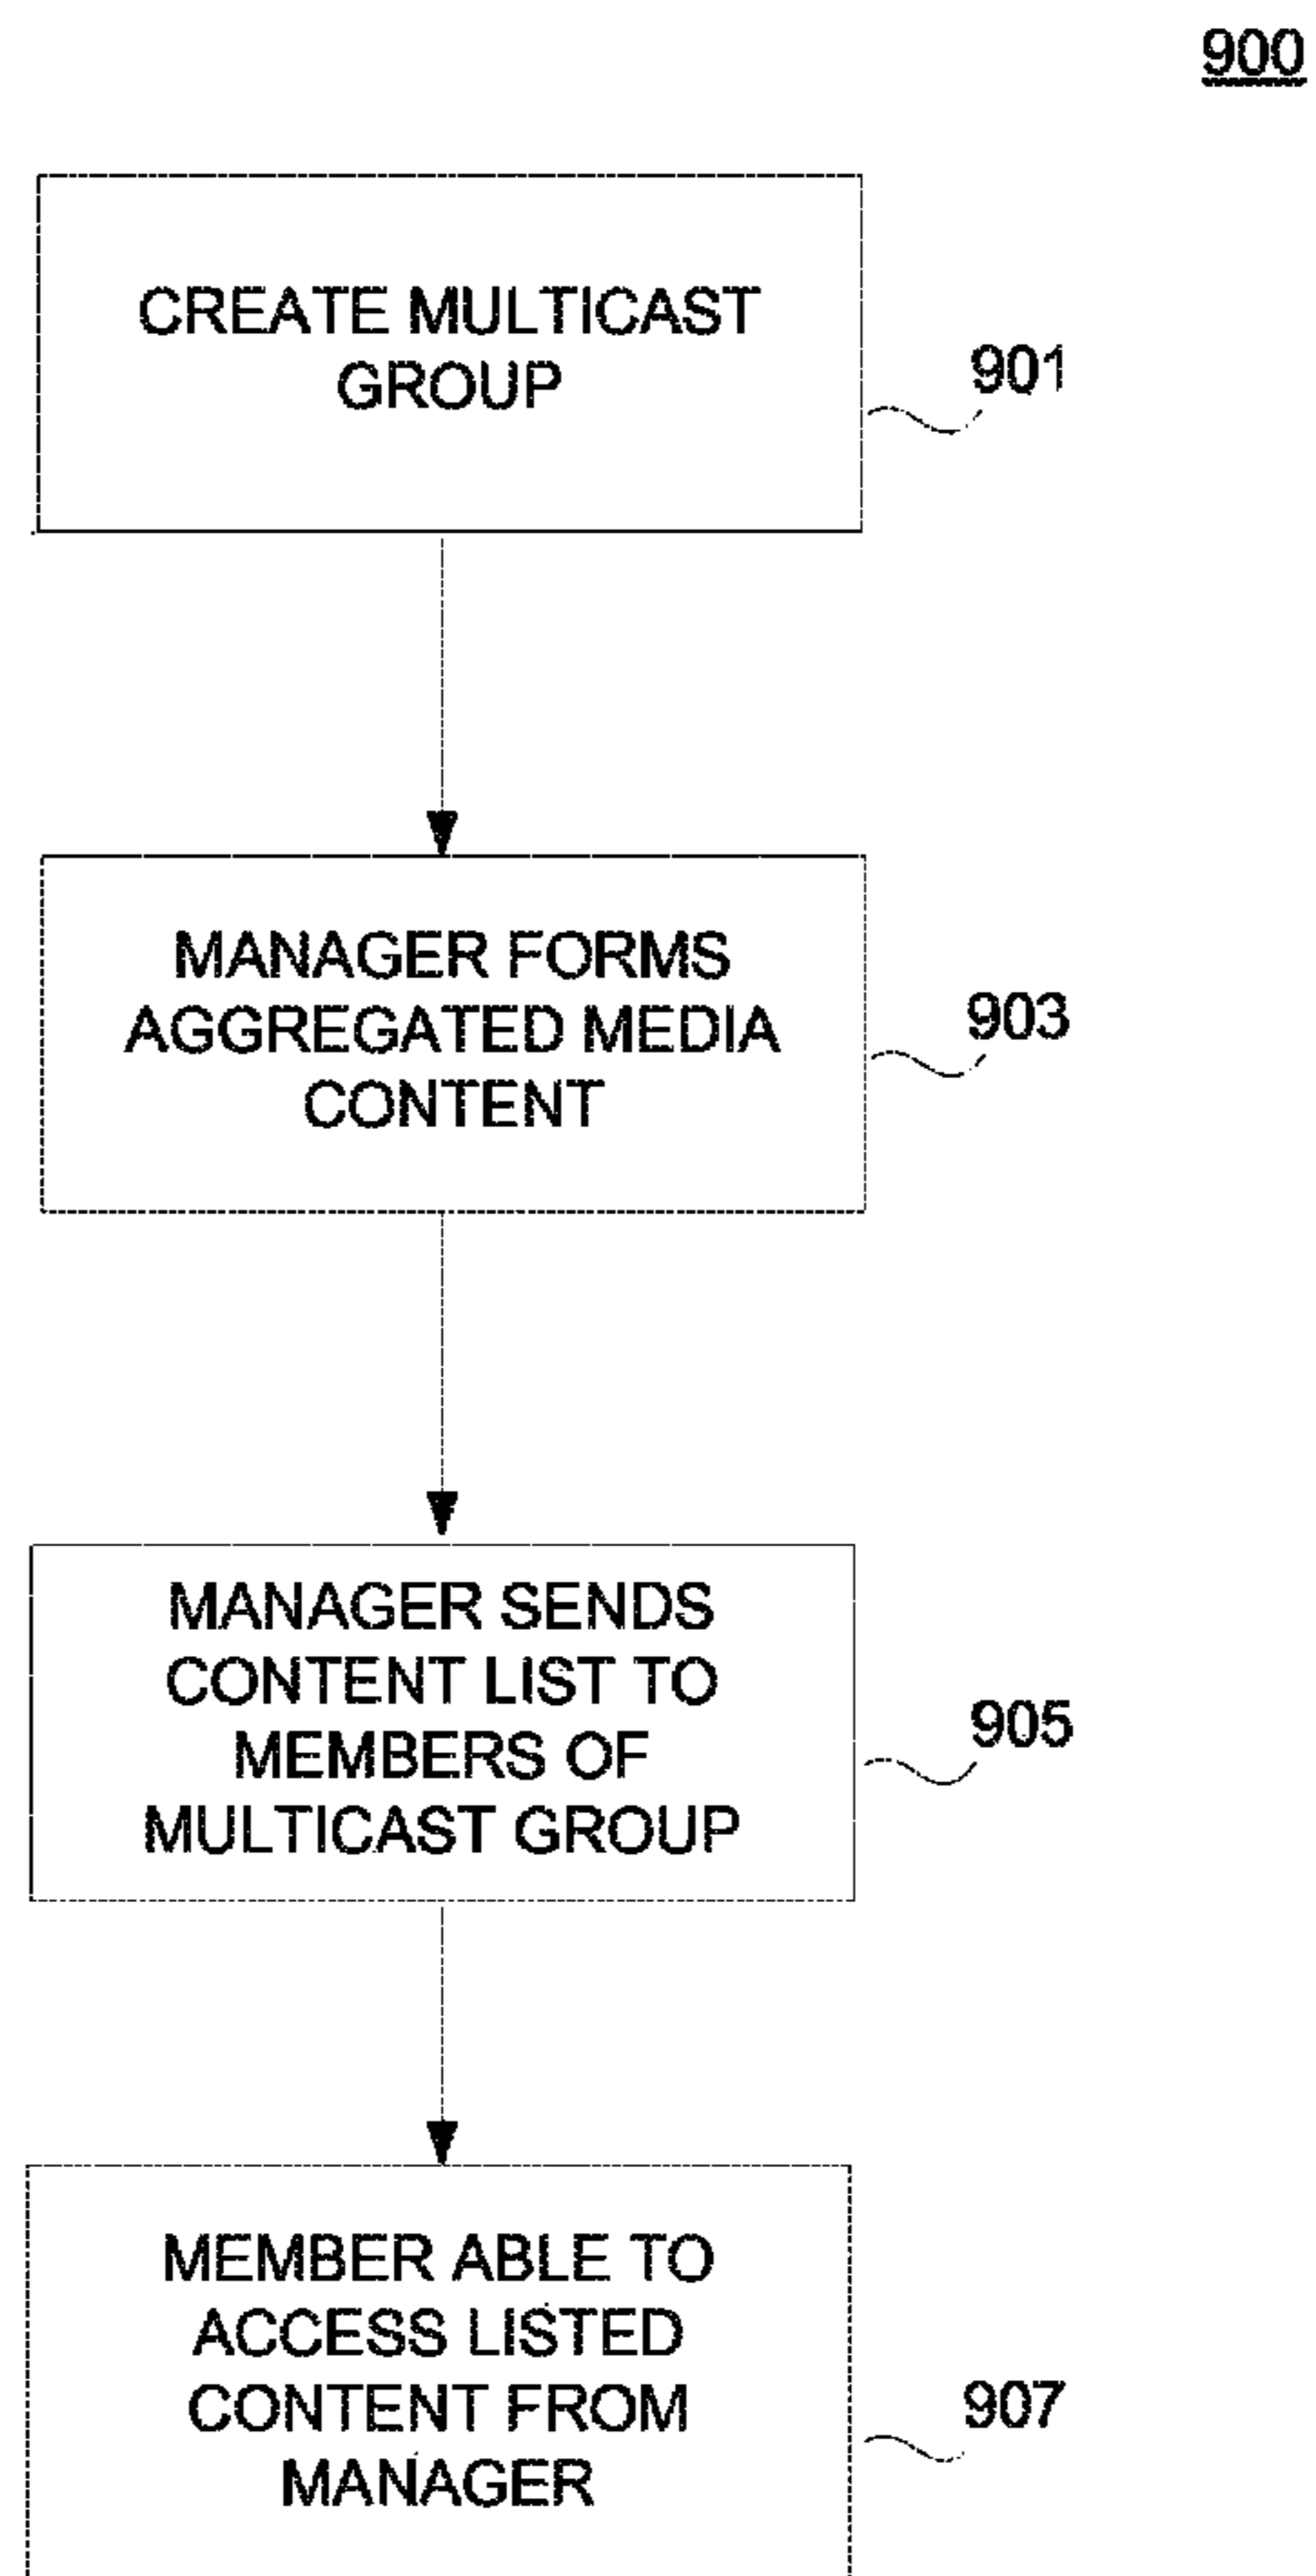 900
CREATE MULTICAST
GROUP
901
MANAGER FORMS
AGGREGATED MEDIA
CONTENT
903
MANAGER SENDS
CONTENT LIST TO
MEMBERS OF
MULTICAST GROUP
905
MEMBER ABLE TO
ACCESS LISTED
CONTENT FROM
MANAGER
907